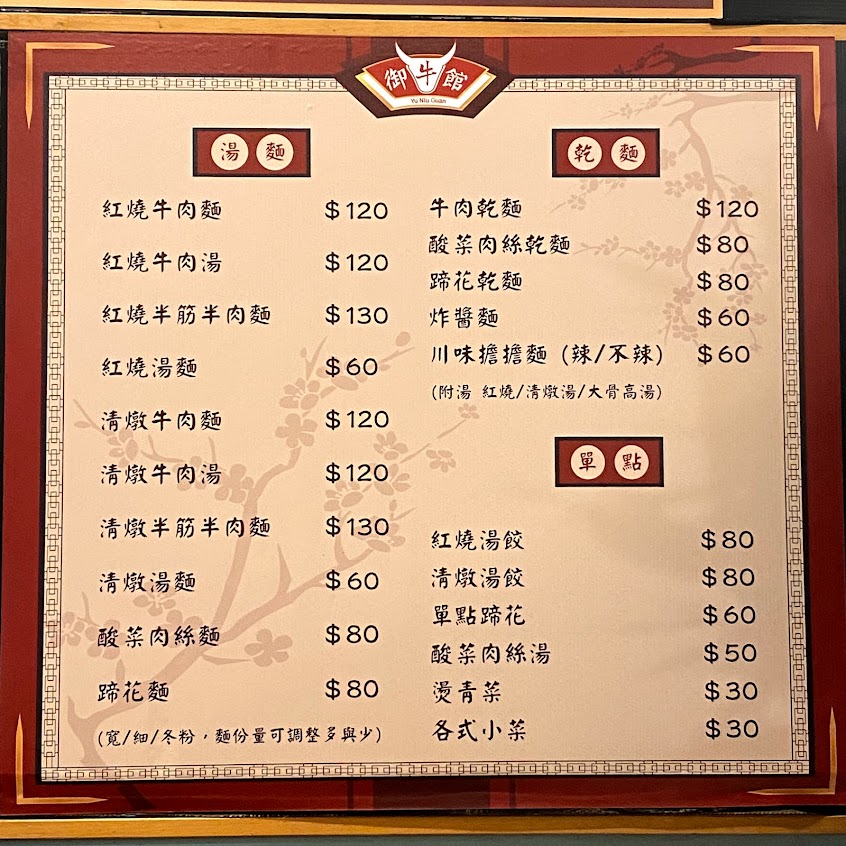 御牛館
Yu Niu Guan
湯麵
紅燒牛肉麵 $120
紅燒牛肉湯 $120
紅燒半筋半肉麵 $130
紅燒湯麵 $60
清燉牛肉麵 $120
清燉牛肉湯 $120
清燉半筋半肉麵 $130
清燉湯麵 $60
酸菜肉絲麵 $80
蹄花麵 $80
(寬/細/冬粉，麵份量可調整多與少)
乾麵
牛肉乾麵 $120
酸菜肉絲乾麵 $80
蹄花乾麵 $80
炸醬麵 $60
川味擔擔麵 (辣/不辣) $60
(附湯 紅燒/清燉湯/大骨高湯)
單點
紅燒湯餃 $80
清燉湯餃 $80
單點蹄花 $60
酸菜肉絲湯 $50
燙青菜 $30
各式小菜 $30